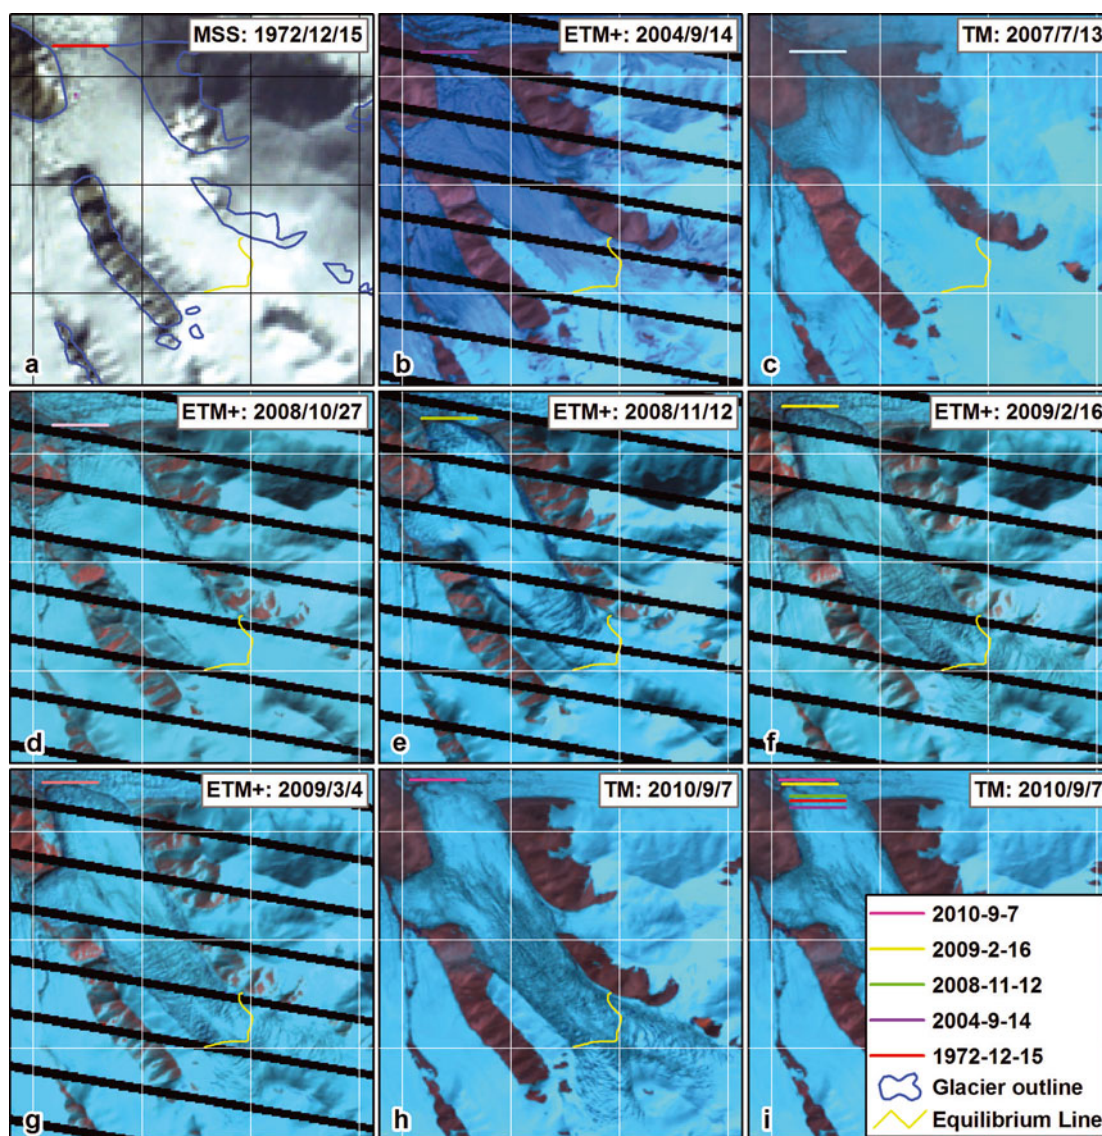 MSS: 1972/12/15
a
ETM+: 2004/9/14
b
TM: 2007/7/13
c
ETM+: 2008/10/27
d
ETM+: 2008/11/12
e
ETM+: 2009/2/16
f
ETM+: 2009/3/4
g
TM: 2010/9/7
h
TM: 2010/9/7
2010-9-7
2009-2-16
2008-11-12
2004-9-14
1972-12-15
Glacier outline
Equilibrium Line
i